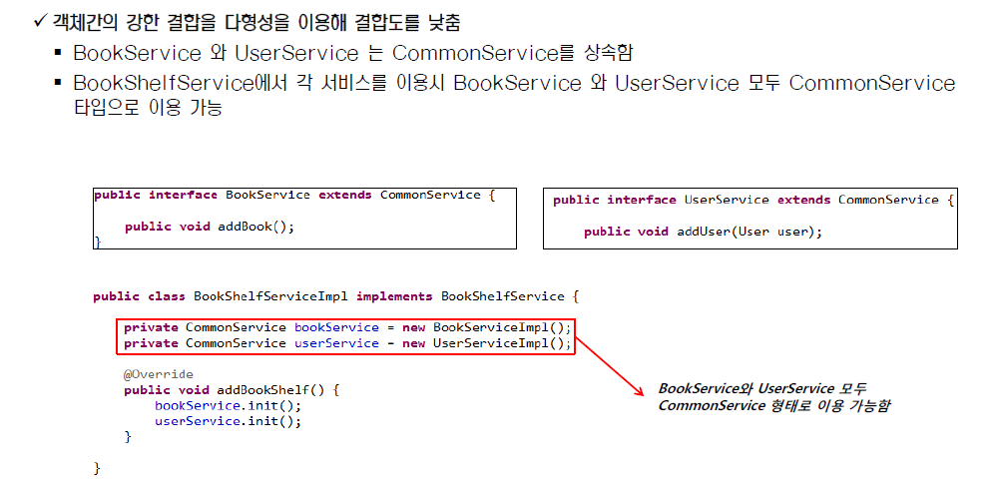 ✓ 객체간의 강한 결합을 다형성을 이용해 결합도를 낮춤
▪ BookService 와 UserService 는 CommonService를 상속함
▪ BookShelfService에서 각 서비스를 이용시 BookService 와 UserService 모두 CommonService
타입으로 이용 가능
public interface BookService extends CommonService {
public void addBook();
}
public interface UserService extends CommonService {
public void addUser(User user);
public class BookShelfServiceImpl implements BookShelfService {
private CommonService bookService = new BookServiceImpl();
private CommonService userService = new UserServiceImpl();
@Override
public void addBookShelf() {
bookService.init();
userService.init();
}
}
BookService와 UserService 모두
CommonService 형태로 이용 가능함